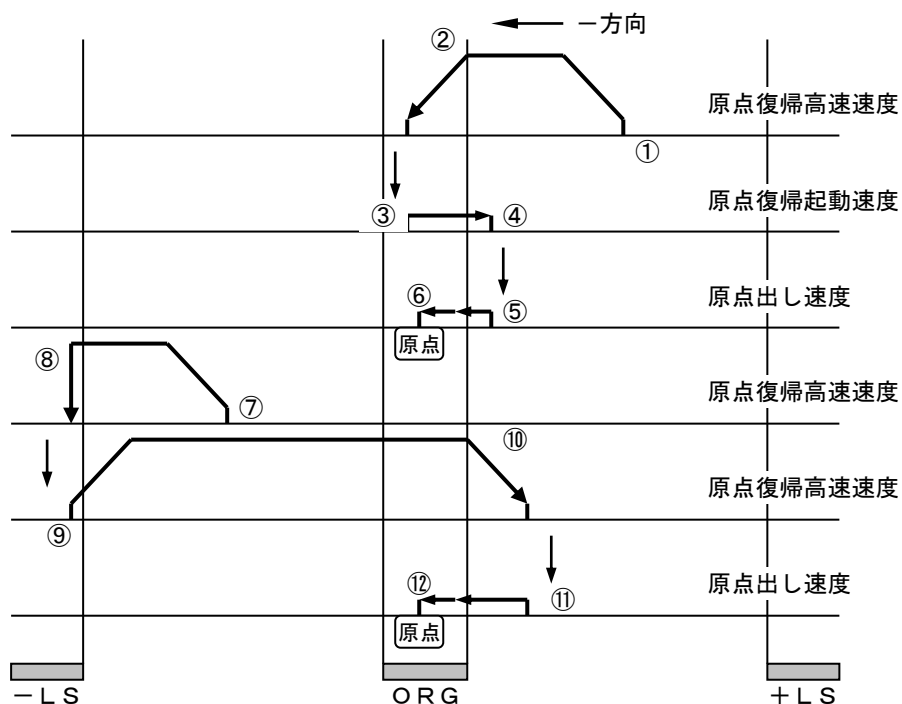 ②
－方向
原点復帰高速速度
①
原点復帰起動速度
③
④
原点出し速度
⑥
⑤
原点
⑧
原点復帰高速速度
⑦
⑩
原点復帰高速速度
⑨
原点出し速度
⑫
⑪
原点
－ＬＳ
ＯＲＧ
＋ＬＳ